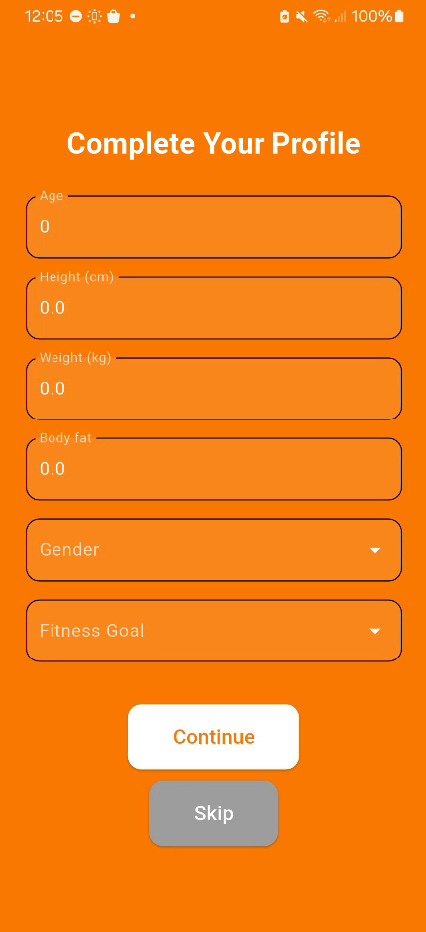 12:05 100%
Complete Your Profile
Age
0
Height (cm)
0.0
Weight (kg)
0.0
Body fat
0.0
Gender
Fitness Goal
Continue
Skip